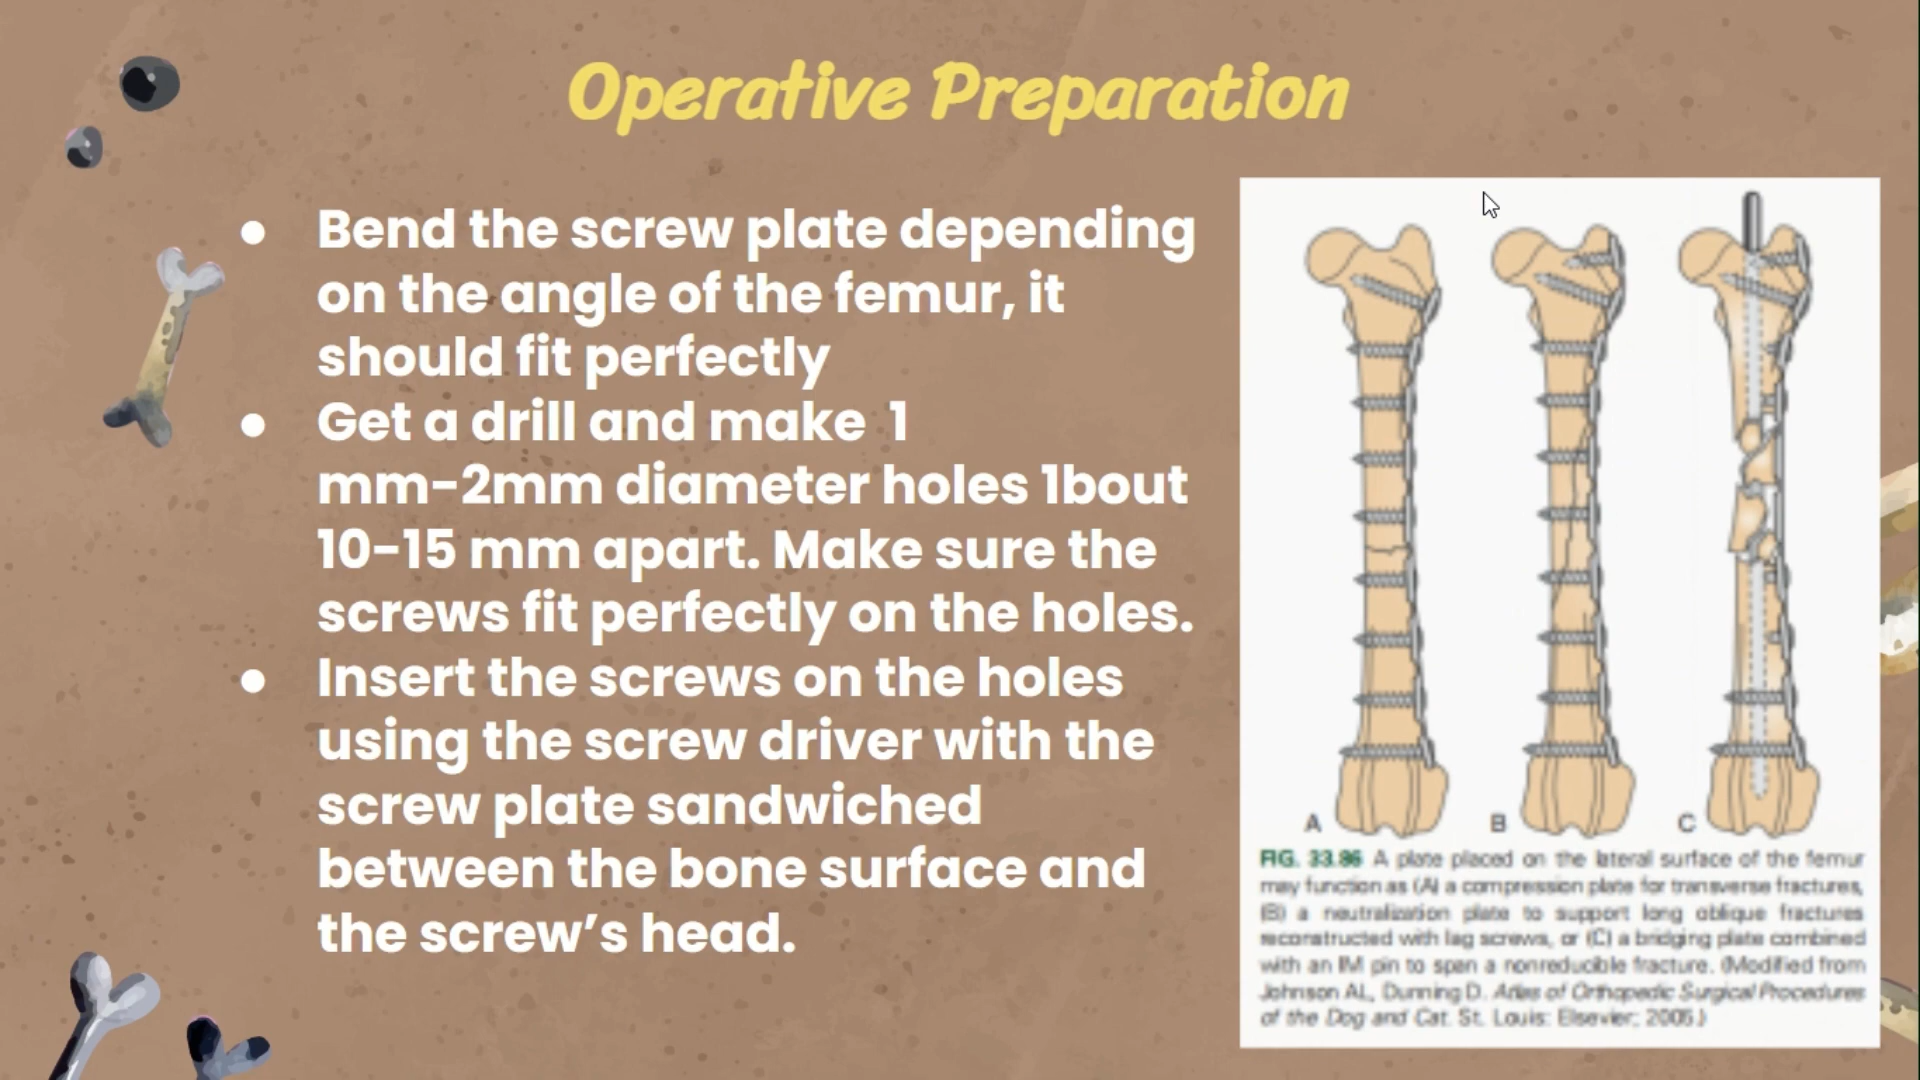 Operative Preparation
● Bend the screw plate depending
on the angle of the femur, it
should fit perfectly
● Get a drill and make 1
mm-2mm diameter holes 1bout
10-15 mm apart. Make sure the
screws fit perfectly on the holes.
● Insert the screws on the holes
using the screw driver with the
screw plate sandwiched
between the bone surface and
the screw’s head.
A B C
FIG. 33.86 A plate placed on the lateral surface of the femur
may function as (A) a compression plate for transverse fractures,
(B) a neutralization plate to support long oblique fractures
reconstructed with lag screws, or (C) a bridging plate combined
with an IM pin to span a nonreducible fracture. (Modified from
Johnson AL, Dunning D. Atlas of Orthopedic Surgical Procedures
of the Dog and Cat. St. Louis: Elsevier; 2005.)